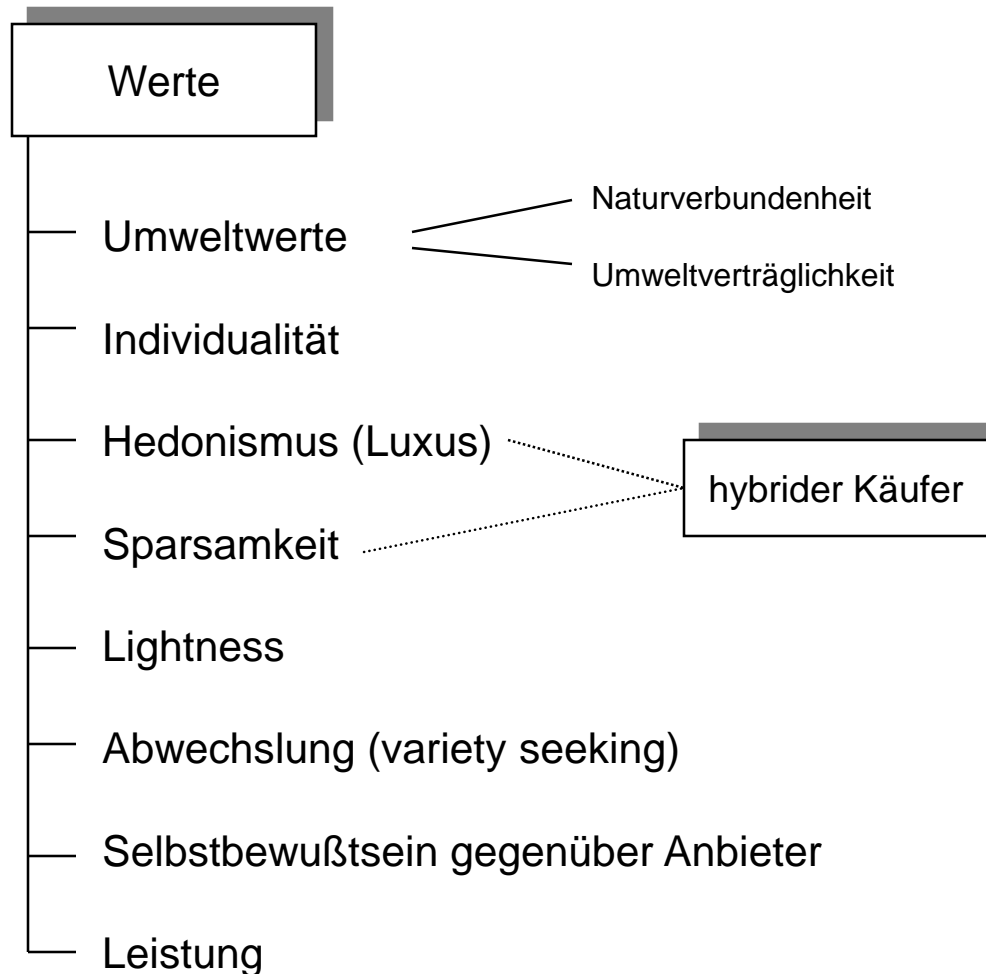 Werte
Umweltwerte
Naturverbundenheit
Umweltverträglichkeit
Individualität
Hedonismus (Luxus)
hybrider Käufer
Sparsamkeit
Lightness
Abwechslung (variety seeking)
Selbstbewußtsein gegenüber Anbieter
Leistung